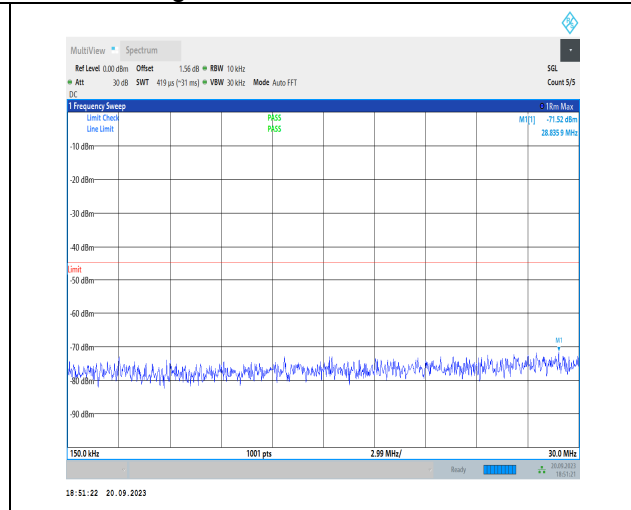 MultiView Spectrum
Ref Level 0.00 dBm Offset 1.56 dB RBW 10 kHz SGL
Att 30 dB SWT 419 µs (~31 ms) VBW 30 kHz Mode Auto FFT Count 5/5
DC
1 Frequency Sweep 1Rm Max
Limit Check PASS M1[1] -71.52 dBm
Line Limit PASS 28.835 9 MHz
-10 dBm
-20 dBm
-30 dBm
-40 dBm
Limit
-50 dBm
-60 dBm
-70 dBm
M1
-80 dBm
-90 dBm
150.0 kHz 1001 pts 2.99 MHz/ 30.0 MHz
Ready 20.09.2023
18:51:21
18:51:22 20.09.2023